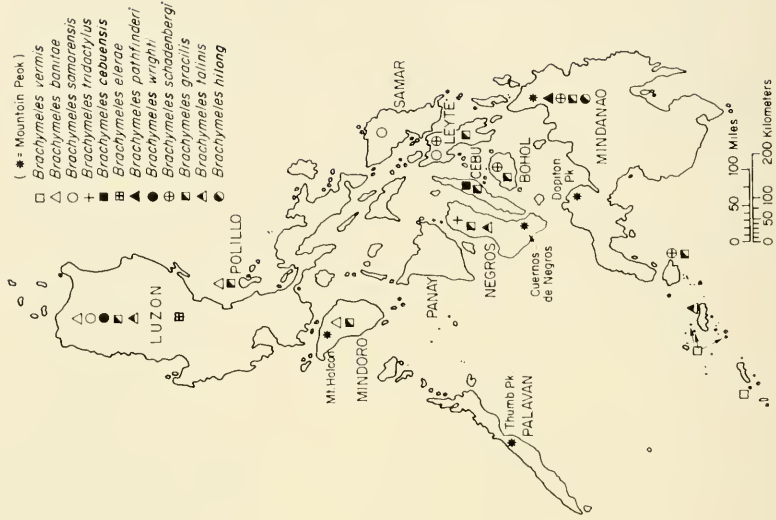 ( ✷ = Mountain Peak )
Brachymeles vermis
Brachymeles bonitae
Brachymeles samarensis
Brachymeles tridactylus
Brachymeles cebuensis
Brachymeles elerae
Brachymeles pathfinderi
Brachymeles wrighti
Brachymeles schadenbergi
Brachymeles gracilis
Brachymeles talinis
Brachymeles hilong
LUZON
POLILLO
Mt. Halcon
MINDORO
SAMAR
LEYTE
CEBU
BOHOL
PANAY
NEGROS
Cuernos
de Negros
Dapitan
Pk
MINDANAO
Thumb Pk
PALAVAN
0 50 100 Miles
0 50 100 200 Kilometers